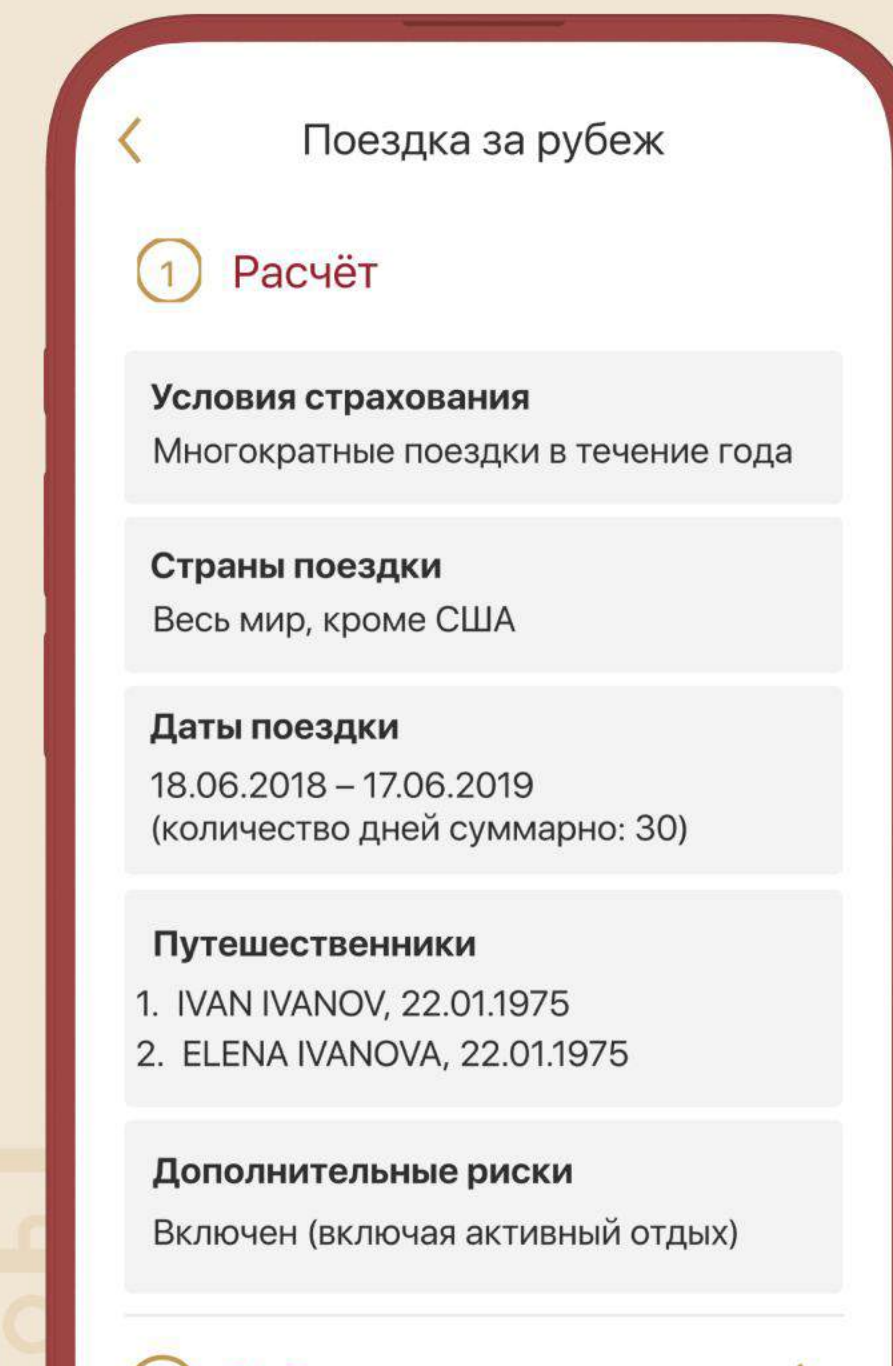 Поездка за рубеж
1 Расчёт
Условия страхования
Многократные поездки в течение года
Страны поездки
Весь мир, кроме США
Даты поездки
18.06.2018 – 17.06.2019
(количество дней суммарно: 30)
Путешественники
1. IVAN IVANOV, 22.01.1975
2. ELENA IVANOVA, 22.01.1975
Дополнительные риски
Включен (включая активный отдых)